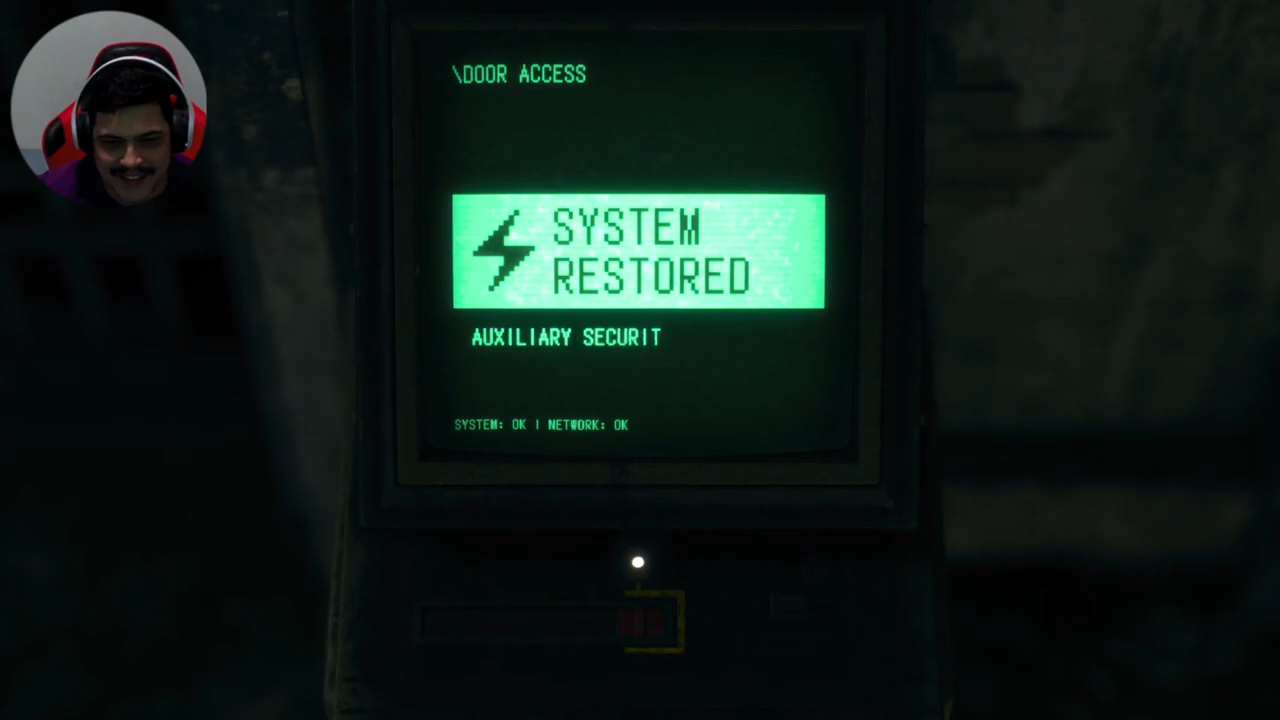 \DOOR ACCESS
SYSTEM
RESTORED
AUXILIARY SECURIT
SYSTEM: OK | NETWORK: OK